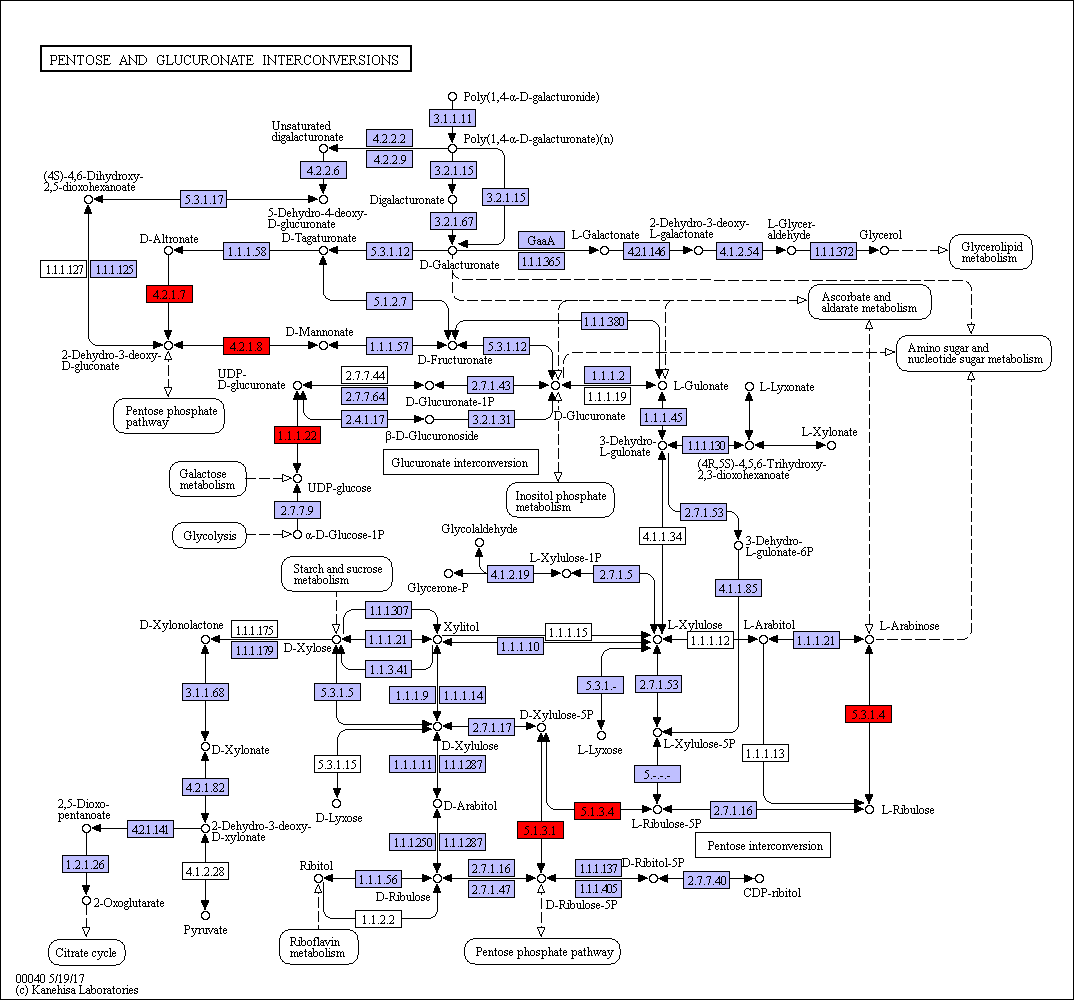 PENTOSE AND GLUCURONATE INTERCONVERSIONS
Poly(1,4-α-D-galacturonide)
3.1.1.11
Unsaturated
digalacturonate
4.2.2.2
Poly(1,4-α-D-galacturonate)(n)
4.2.2.9
4.2.2.6
3.2.1.15
(4S)-4,6-Dihydroxy-
2,5-dioxohexanoate
5.3.1.17
Digalacturonate
3.2.1.15
5-Dehydro-4-deoxy-
D-glucuronate
3.2.1.67
D-Altronate
1.1.1.58
D-Tagaturonate
5.3.1.12
D-Galacturonate
GaaA
1.1.1365
L-Galactonate
4.2.1.146
2-Dehydro-3-deoxy-
L-galactonate
4.1.2.54
L-Glycer-
aldehyde
1.1.1.372
Glycerol
Glycerolipid
metabolism
1.1.1.127
1.1.1.125
4.2.1.7
5.1.2.7
Ascorbate and
aldarate metabolism
1.1.1.380
2-Dehydro-3-deoxy-
D-gluconate
4.2.1.8
D-Mannonate
1.1.1.57
D-Fructuronate
5.3.1.12
Amino sugar and
nucleotide sugar metabolism
UDP-
D-glucuronate
2.7.7.44
2.7.7.64
D-Glucuronate-1P
2.7.1.43
D-Glucuronate
1.1.1.2
1.1.1.19
L-Gulonate
L-Lyxonate
Pentose phosphate
pathway
2.4.1.17
β-D-Glucuronoside
3.2.1.31
1.1.1.45
1.1.1.22
3-Dehydro-
L-gulonate
1.1.1.130
L-Xylonate
(4R,5S)-4,5,6-Trihydroxy-
2,3-dioxohexanoate
Glucuronate interconversion
Galactose
metabolism
UDP-glucose
Inositol phosphate
metabolism
2.7.7.9
2.7.1.53
Glycolysis
α-D-Glucose-1P
Glycolaldehyde
4.1.1.34
3-Dehydro-
L-gulonate-6P
L-Xylulose-1P
Starch and sucrose
metabolism
Glycerone-P
4.1.2.19
2.7.1.5
4.1.1.85
1.1.1307
D-Xylonolactone
1.1.1.175
1.1.1.179
D-Xylose
1.1.1.21
Xylitol
1.1.1.15
1.1.1.10
L-Xylulose
1.1.1.12
L-Arabitol
1.1.1.21
L-Arabinose
1.1.3.41
3.1.1.68
5.3.1.5
1.1.1.9
1.1.1.14
5.3.1.-
2.7.1.53
5.3.1.4
D-Xylonate
D-Xylulose
2.7.1.17
D-Xylulose-5P
L-Lyxose
L-Xylulose-5P
1.1.1.13
5.3.1.15
1.1.1.11
1.1.1287
5.-.-.-
4.2.1.82
2,5-Dioxo-
pentanoate
D-Lyxose
D-Arabitol
5.1.3.4
L-Ribulose-5P
2.7.1.16
L-Ribulose
4.2.1.141
2-Dehydro-3-deoxy-
D-xylonate
5.1.3.1
1.1.1250
1.1.1287
Pentose interconversion
1.2.1.26
4.1.2.28
Ribitol
1.1.1.56
D-Ribulose
2.7.1.16
2.7.1.47
D-Ribulose-5P
1.1.1.137
1.1.1.405
D-Ribitol-5P
2.7.7.40
CDP-ribitol
2-Oxoglutarate
Pyruvate
1.1.2.2
Citrate cycle
Riboflavin
metabolism
Pentose phosphate pathway
00040 5/19/17
(c) Kanehisa Laboratories